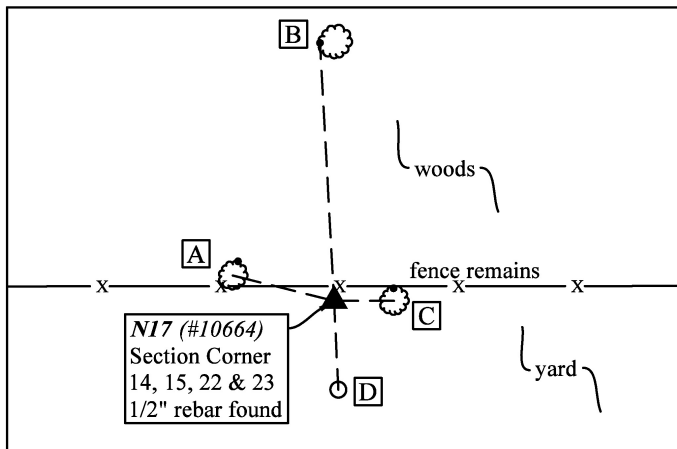 B
woods
A
fence remains
x x x x x
C
N17 (#10664)
Section Corner
14, 15, 22 & 23
1/2" rebar found
D
yard